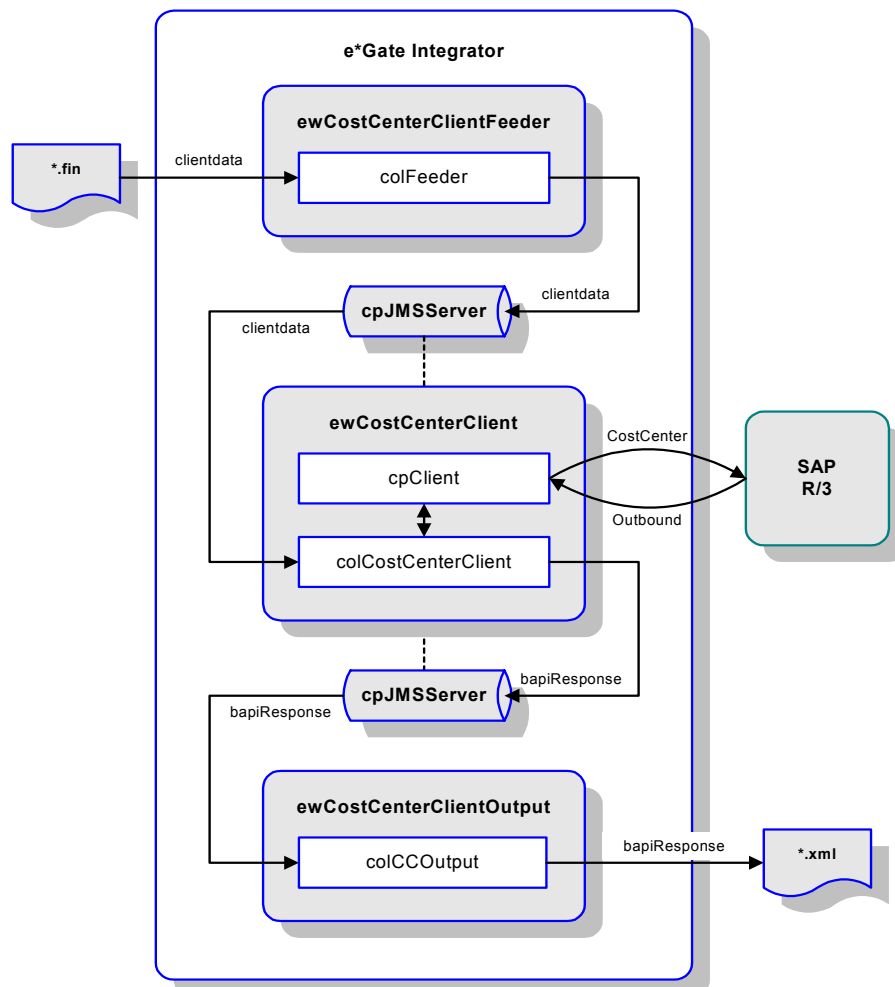 e*Gate Integrator
ewCostCenterClientFeeder
*.fin
clientdata
colFeeder
clientdata
cpJMSServer
clientdata
ewCostCenterClient
CostCenter
cpClient
SAP
R/3
Outbound
colCostCenterClient
bapiResponse
cpJMSServer
bapiResponse
ewCostCenterClientOutput
colCCOutput
bapiResponse
*.xml